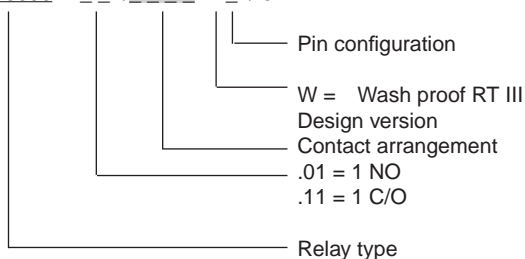 Pin configuration
W = Wash proof RT III
Design version
Contact arrangement
.01 = 1 NO
.11 = 1 C/O
Relay type